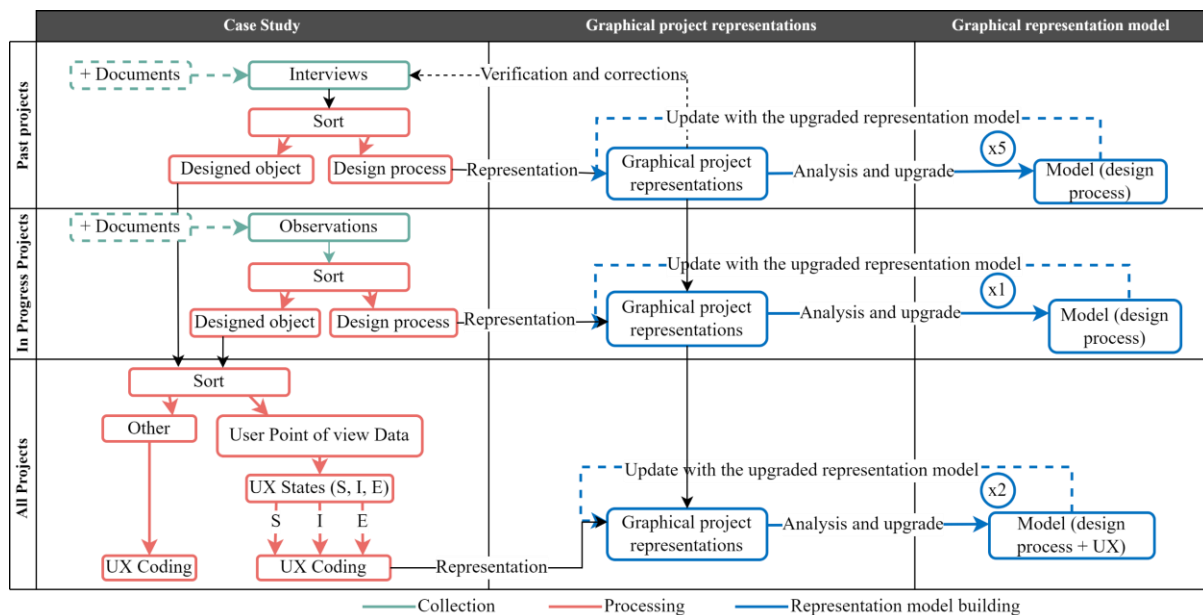 Case Study
Graphical project representations
Graphical representation model
Past projects
+ Documents
Interviews
Verification and corrections
Sort
Update with the upgraded representation model
Designed object
Design process
Representation
Graphical project
representations
Analysis and upgrade
x5
Model (design
process)
In Progress Projects
+ Documents
Observations
Sort
Update with the upgraded representation model
Designed object
Design process
Representation
Graphical project
representations
Analysis and upgrade
x1
Model (design
process)
All Projects
Sort
Other
User Point of view Data
UX States (S, I, E)
S
I
E
UX Coding
UX Coding
Representation
Update with the upgraded representation model
Graphical project
representations
Analysis and upgrade
x2
Model (design
process + UX)
Collection
Processing
Representation model building